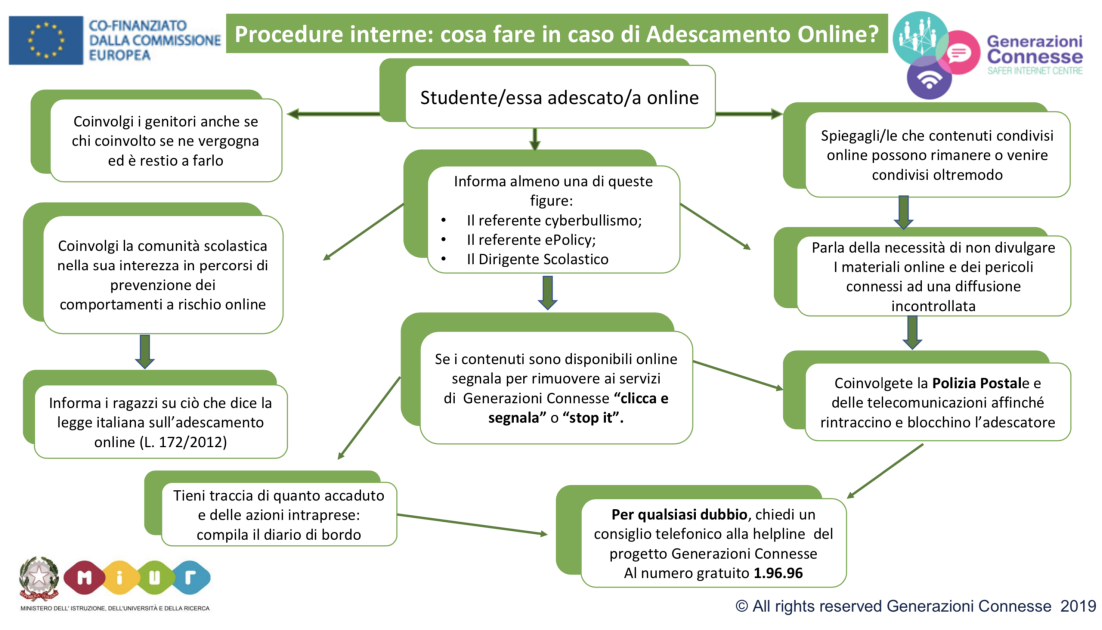 CO-FINANZIATO
DALLA COMMISSIONE
EUROPEA
Procedure interne: cosa fare in caso di Adescamento Online?
Generazioni
Connesse
SAFER INTERNET CENTRE
Studente/essa adescato/a online
Coinvolgi i genitori anche se
chi coinvolto se ne vergogna
ed è restio a farlo
Informa almeno una di queste
figure:
• Il referente cyberbullismo;
• Il referente ePolicy;
• Il Dirigente Scolastico
Spiegagli/le che contenuti condivisi
online possono rimanere o venire
condivisi oltremodo
Coinvolgi la comunità scolastica
nella sua interezza in percorsi di
prevenzione dei
comportamenti a rischio online
Parla della necessità di non divulgare
I materiali online e dei pericoli
connessi ad una diffusione
incontrollata
Se i contenuti sono disponibili online
segnala per rimuovere ai servizi
di Generazioni Connesse “clicca e
segnala” o “stop it”.
Informa i ragazzi su ciò che dice la
legge italiana sull’adescamento
online (L. 172/2012)
Coinvolgete la Polizia Postale e
delle telecomunicazioni affinché
rintraccino e blocchino l’adescatore
Tieni traccia di quanto accaduto
e delle azioni intraprese:
compila il diario di bordo
Per qualsiasi dubbio, chiedi un
consiglio telefonico alla helpline del
progetto Generazioni Connesse
Al numero gratuito 1.96.96
miur
MINISTERO DELL' ISTRUZIONE, DELL'UNIVERSITÀ E DELLA RICERCA
© All rights reserved Generazioni Connesse 2019